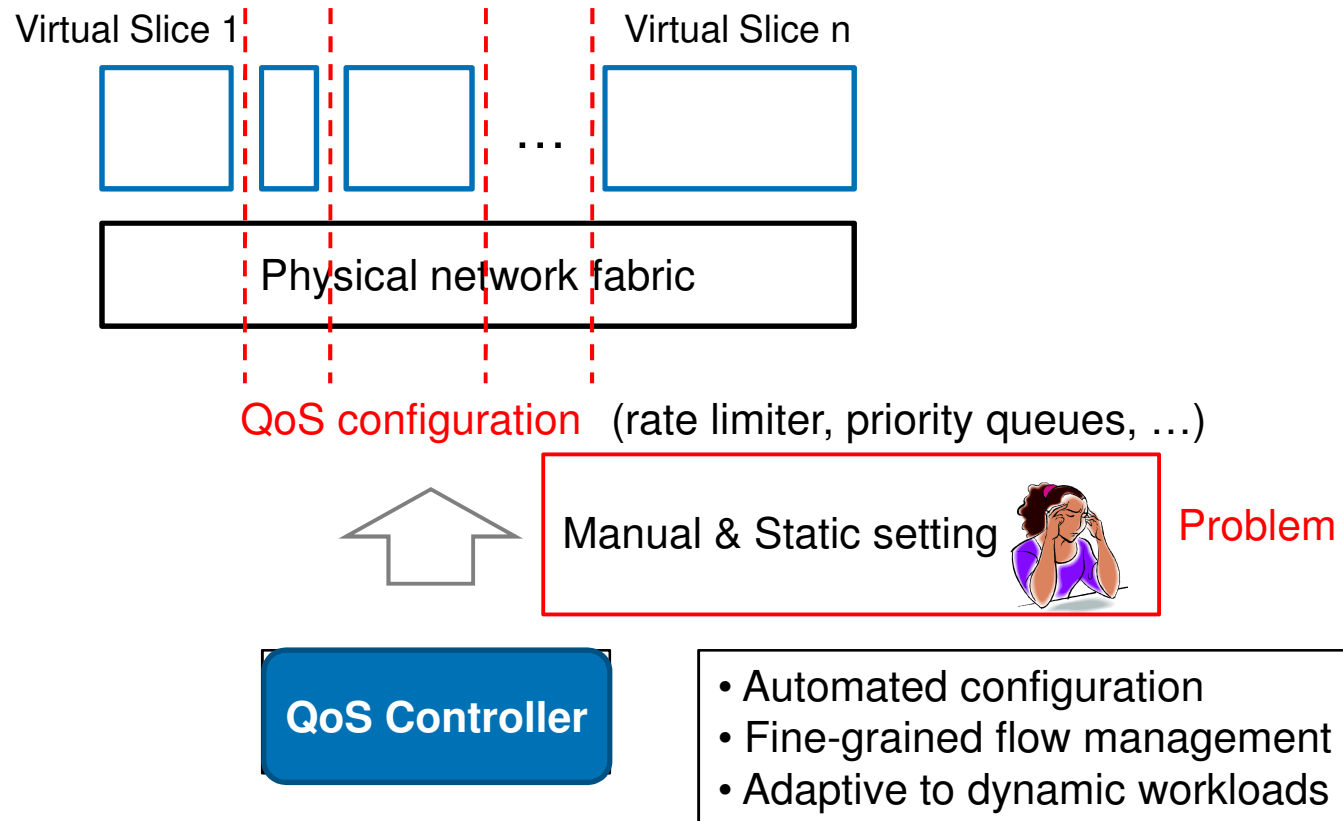 Virtual Slice 1
Virtual Slice n
…
Physical network fabric
QoS configuration (rate limiter, priority queues, …)
Manual & Static setting
Problem
QoS Controller
• Automated configuration
• Fine-grained flow management
• Adaptive to dynamic workloads